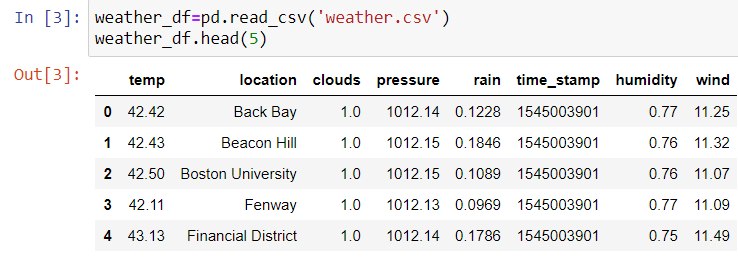 In [3]: weather_df=pd.read_csv('weather.csv')
weather_df.head(5)
Out[3]:
temp location clouds pressure rain time_stamp humidity wind
0 42.42 Back Bay 1.0 1012.14 0.1228 1545003901 0.77 11.25
1 42.43 Beacon Hill 1.0 1012.15 0.1846 1545003901 0.76 11.32
2 42.50 Boston University 1.0 1012.15 0.1089 1545003901 0.76 11.07
3 42.11 Fenway 1.0 1012.13 0.0969 1545003901 0.77 11.09
4 43.13 Financial District 1.0 1012.14 0.1786 1545003901 0.75 11.49